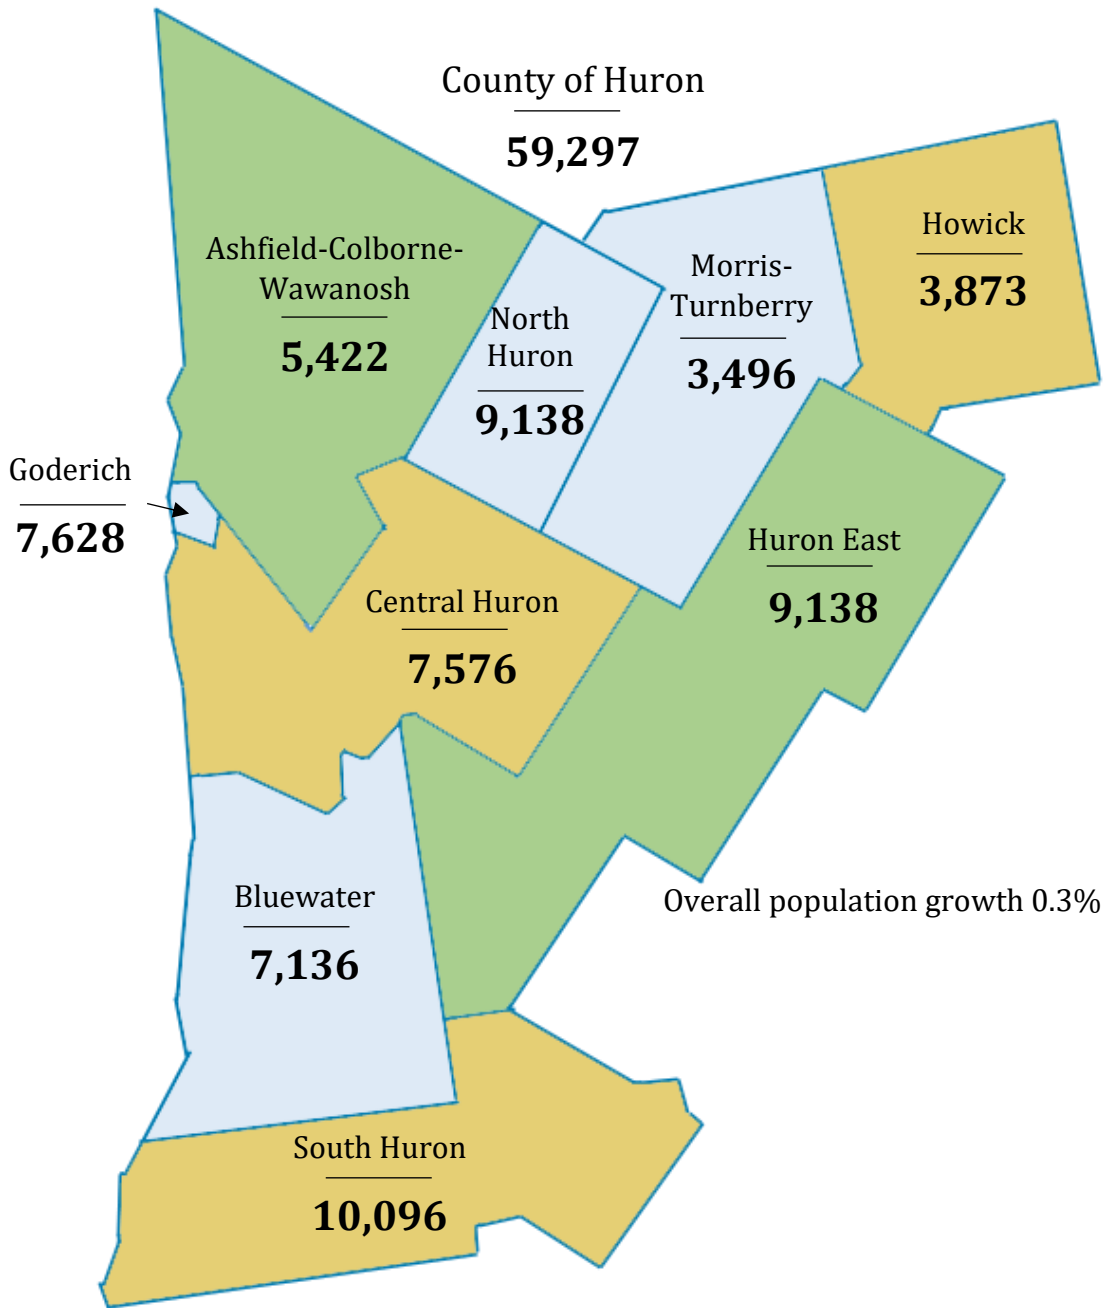 County of Huron
59,297
Ashfield-Colborne-
Wawanosh
5,422
North
Huron
9,138
Morris-
Turnberry
3,496
Howick
3,873
Goderich
7,628
Central Huron
7,576
Huron East
9,138
Bluewater
7,136
Overall population growth 0.3%
South Huron
10,096